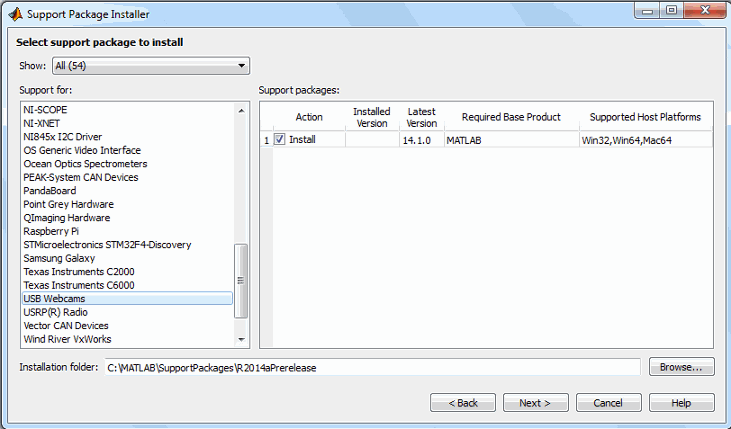 Support Package Installer
Select support package to install
Show: All (54)
Support for:
NI-SCOPE
NI-XNET
NI845x I2C Driver
OS Generic Video Interface
Ocean Optics Spectrometers
PEAK-System CAN Devices
PandaBoard
Point Grey Hardware
QImaging Hardware
Raspberry Pi
STMicroelectronics STM32F4-Discovery
Samsung Galaxy
Texas Instruments C2000
Texas Instruments C6000
USB Webcams
USRP(R) Radio
Vector CAN Devices
Wind River VxWorks
Support packages:
Action Installed Version Latest Version Required Base Product Supported Host Platforms
1 Install 14.1.0 MATLAB Win32,Win64,Mac64
Installation folder: C:\MATLAB\SupportPackages\R2014aPrerelease Browse...
< Back Next > Cancel Help